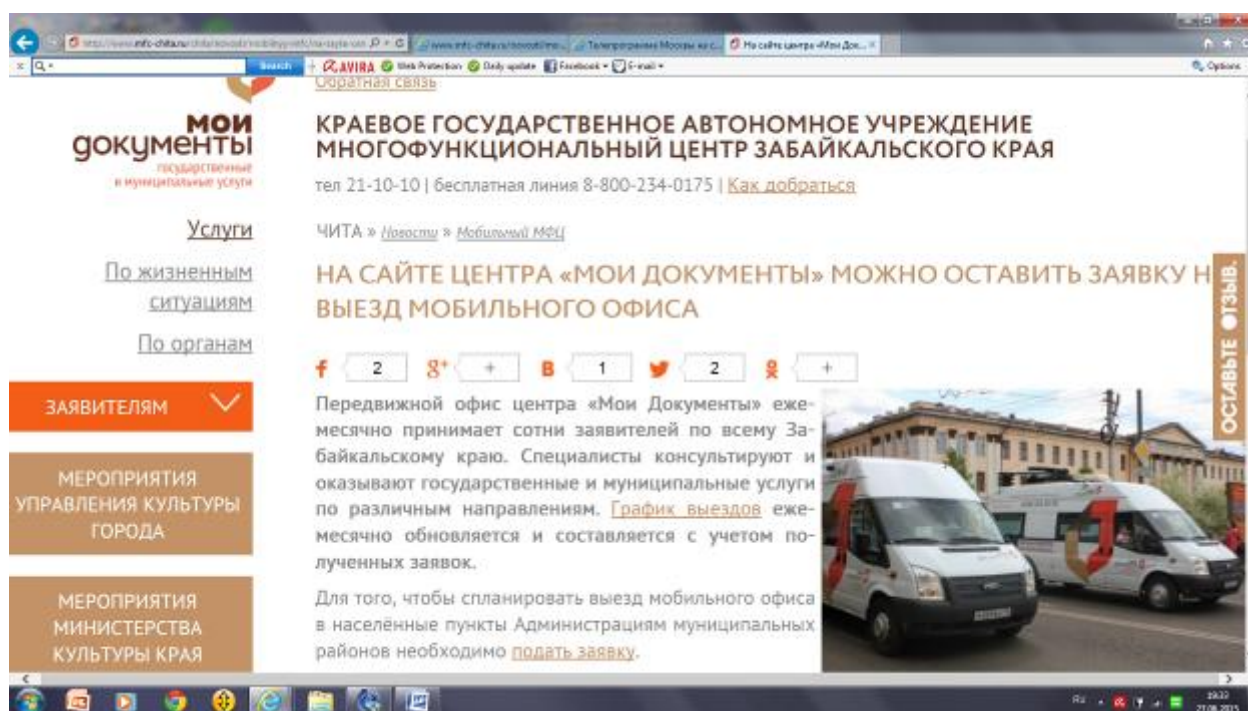 Search
AVIRA Web Protection Daily update Facebook E-mail
Options
Обратная связь
мои
документы
государственные
и муниципальные услуги
КРАЕВОЕ ГОСУДАРСТВЕННОЕ АВТОНОМНОЕ УЧРЕЖДЕНИЕ
МНОГОФУНКЦИОНАЛЬНЫЙ ЦЕНТР ЗАБАЙКАЛЬСКОГО КРАЯ
тел 21-10-10 | бесплатная линия 8-800-234-0175 | Как добраться
Услуги
По жизненным
ситуациям
По органам
ЗАЯВИТЕЛЯМ
МЕРОПРИЯТИЯ
УПРАВЛЕНИЯ КУЛЬТУРЫ
ГОРОДА
МЕРОПРИЯТИЯ
МИНИСТЕРСТВА
КУЛЬТУРЫ КРАЯ
ЧИТА » Новости » Мобильный МФЦ
НА САЙТЕ ЦЕНТРА «МОИ ДОКУМЕНТЫ» МОЖНО ОСТАВИТЬ ЗАЯВКУ Н
ВЫЕЗД МОБИЛЬНОГО ОФИСА
2 + 1 2 +
Передвижной офис центра «Мои Документы» еже-
месячно принимает сотни заявителей по всему За-
байкальскому краю. Специалисты консультируют и
оказывают государственные и муниципальные услуги
по различным направлениям. График выездов еже-
месячно обновляется и составляется с учетом по-
лученных заявок.
Для того, чтобы спланировать выезд мобильного офиса
в населённые пункты Администрациям муниципальных
районов необходимо подать заявку.
ОСТАВЬТЕ ОТЗЫВ.
RU
19:33